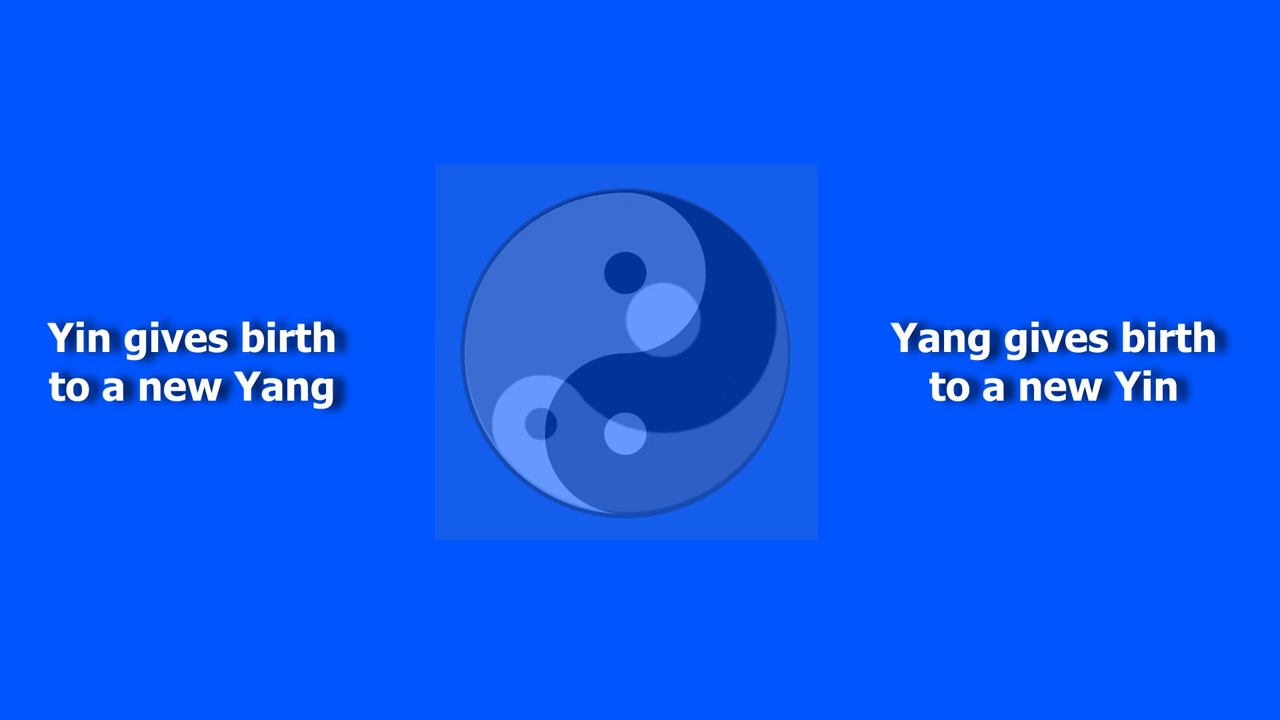 Yin gives birth
to a new Yang
Yang gives birth
to a new Yin